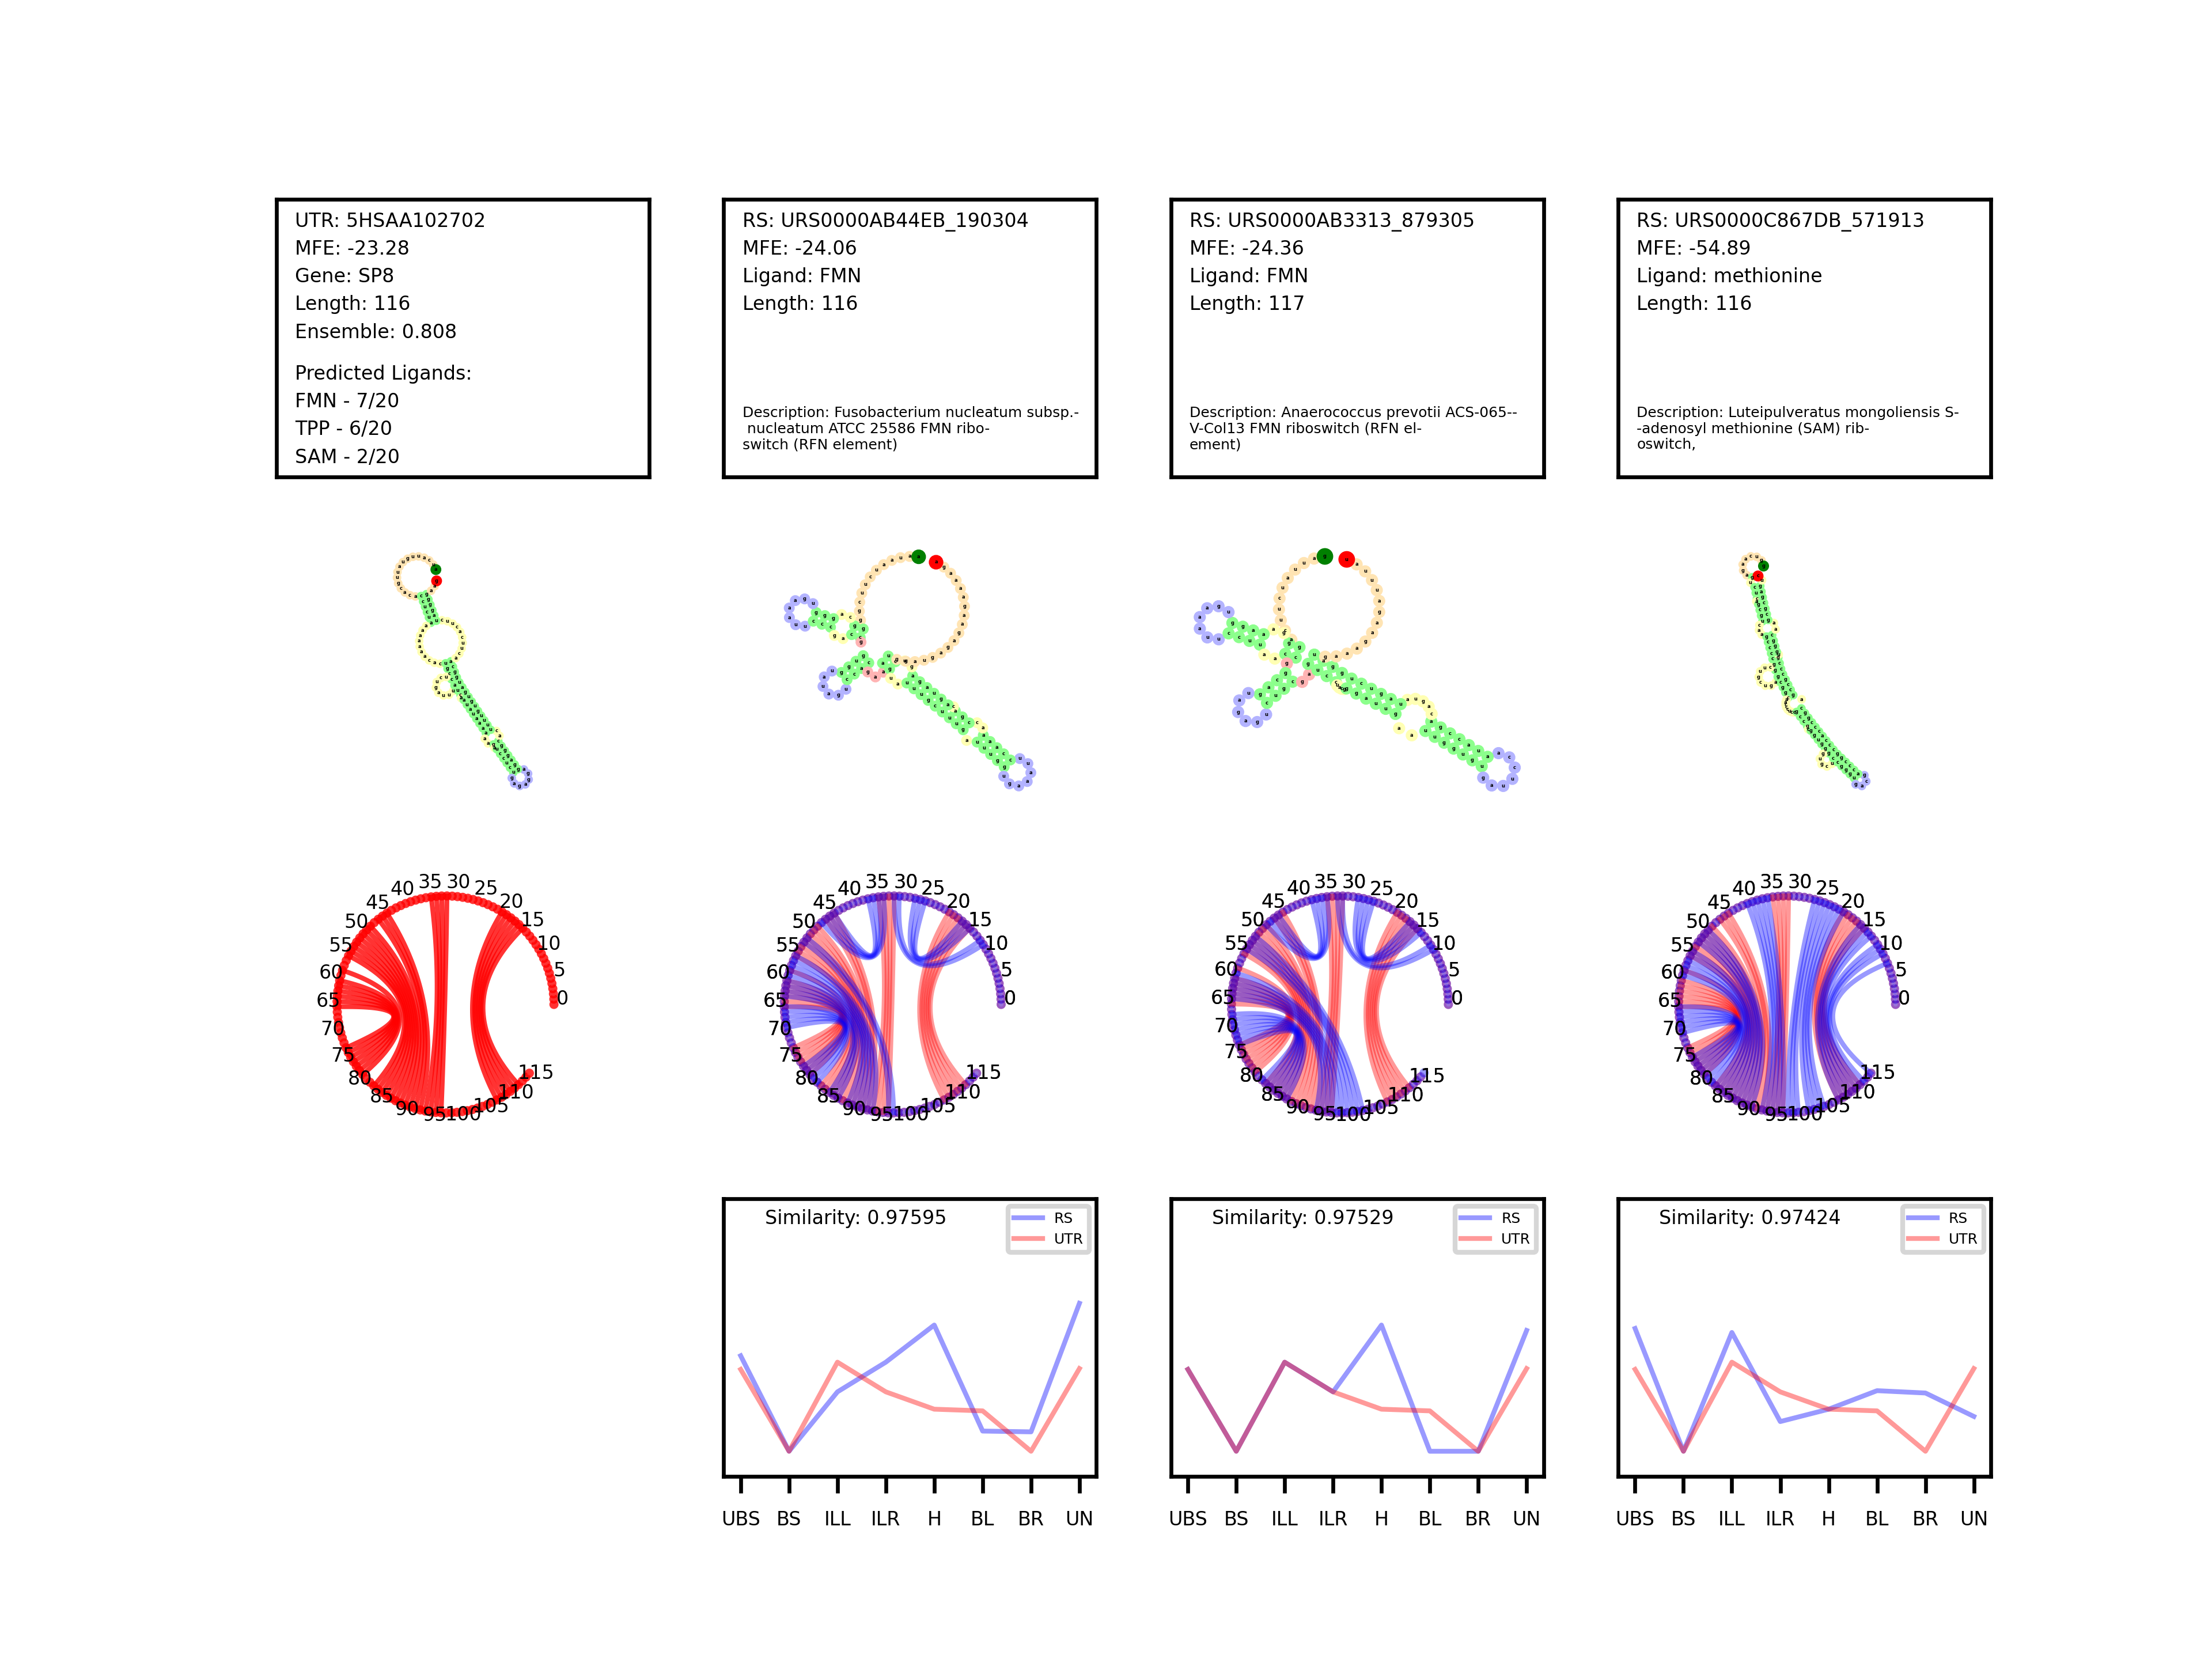 UTR: 5HSAA102702
MFE: -23.28
Gene: SP8
Length: 116
Ensemble: 0.808
Predicted Ligands:
FMN - 7/20
TPP - 6/20
SAM - 2/20
RS: URS0000AB44EB_190304
MFE: -24.06
Ligand: FMN
Length: 116
Description: Fusobacterium nucleatum subsp.-
nucleatum ATCC 25586 FMN ribo-
switch (RFN element)
RS: URS0000AB3313_879305
MFE: -24.36
Ligand: FMN
Length: 117
Description: Anaerococcus prevotii ACS-065--
V-Col13 FMN riboswitch (RFN el-
ement)
RS: URS0000C867DB_571913
MFE: -54.89
Ligand: methionine
Length: 116
Description: Luteipulveratus mongoliensis S-
-adenosyl methionine (SAM) rib-
oswitch,
0 5 10 15 20 25 30 35 40 45 50 55 60 65 70 75 80 85 90 95 100 105 110 115
0 5 10 15 20 25 30 35 40 45 50 55 60 65 70 75 80 85 90 95 100 105 110 115
0 5 10 15 20 25 30 35 40 45 50 55 60 65 70 75 80 85 90 95 100 105 110 115
0 5 10 15 20 25 30 35 40 45 50 55 60 65 70 75 80 85 90 95 100 105 110 115
Similarity: 0.97595
RS
UTR
UBS BS ILL ILR H BL BR UN
Similarity: 0.97529
RS
UTR
UBS BS ILL ILR H BL BR UN
Similarity: 0.97424
RS
UTR
UBS BS ILL ILR H BL BR UN